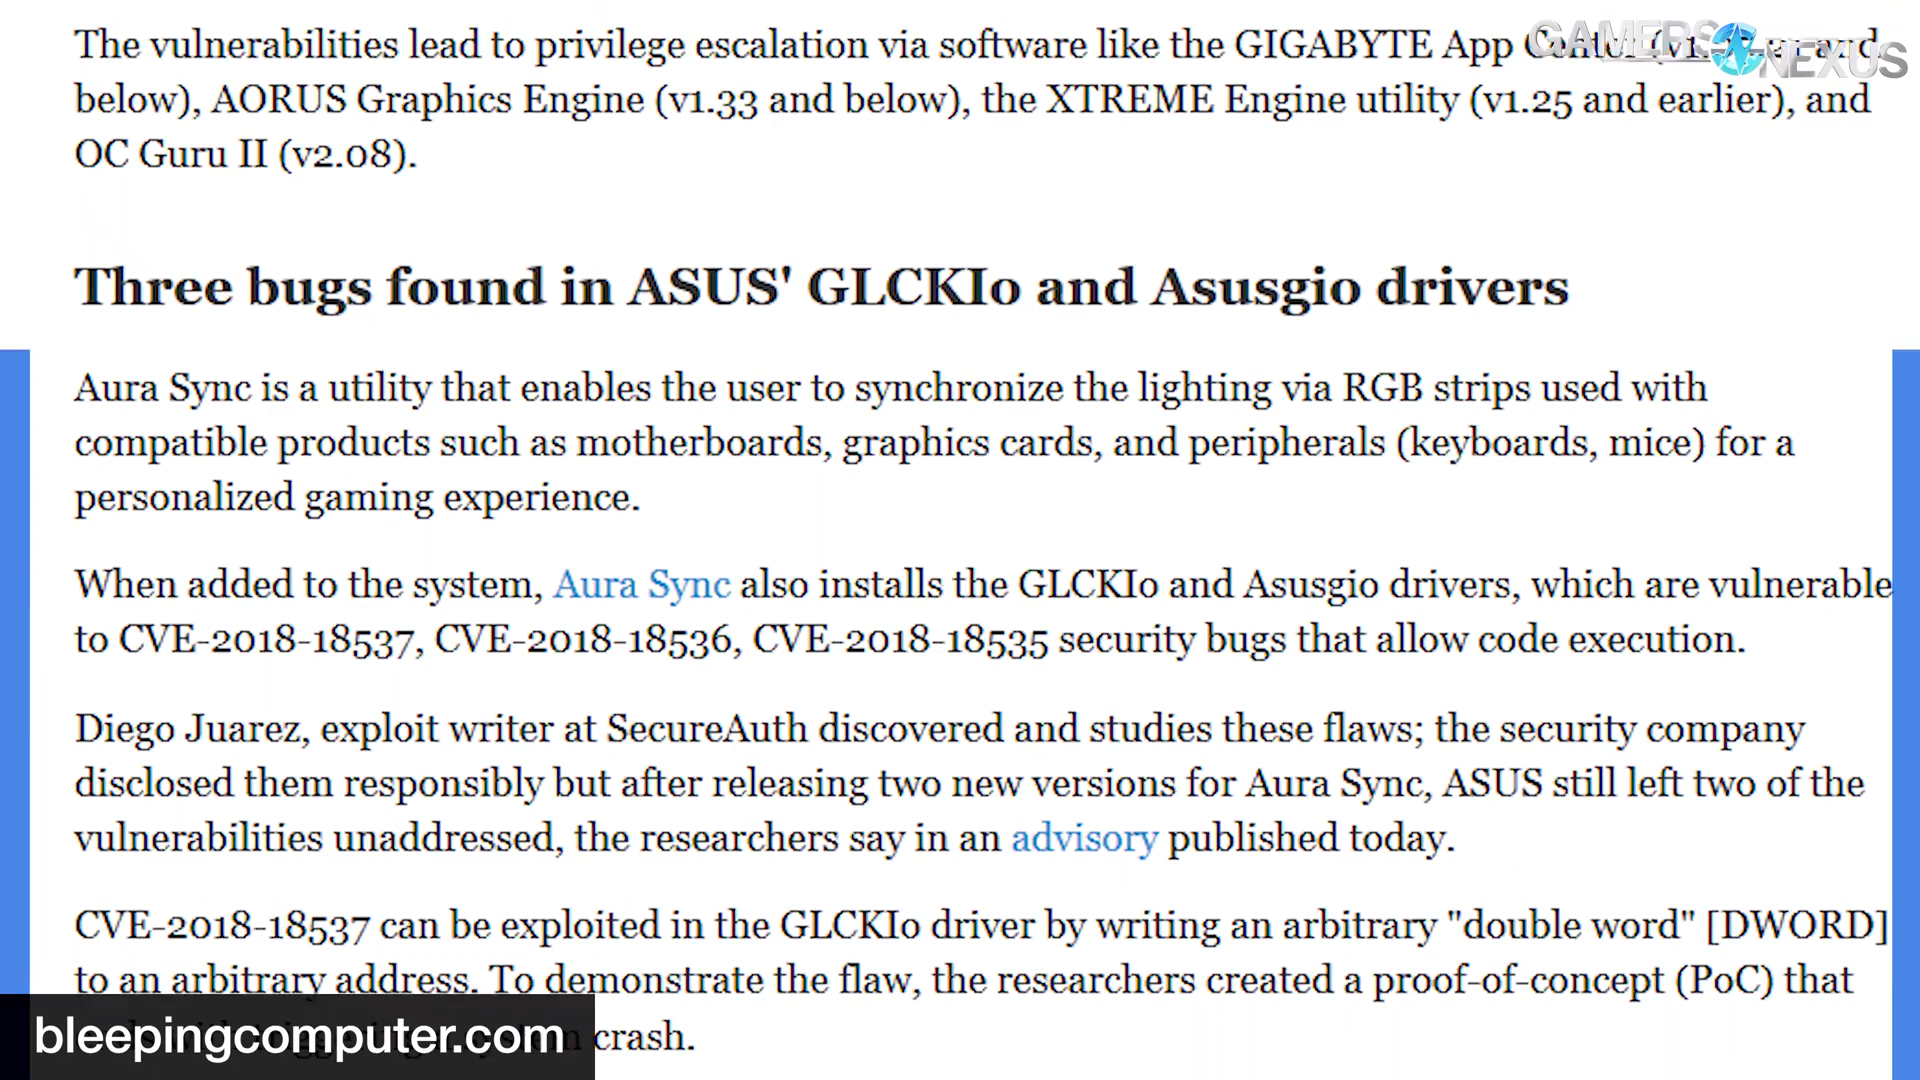 GAMERS NEXUS
The vulnerabilities lead to privilege escalation via software like the GIGABYTE App Center and
below), AORUS Graphics Engine (v1.33 and below), the XTREME Engine utility (v1.25 and earlier), and
OC Guru II (v2.08).
Three bugs found in ASUS' GLCKIo and Asusgio drivers
Aura Sync is a utility that enables the user to synchronize the lighting via RGB strips used with
compatible products such as motherboards, graphics cards, and peripherals (keyboards, mice) for a
personalized gaming experience.
When added to the system, Aura Sync also installs the GLCKIo and Asusgio drivers, which are vulnerable
to CVE-2018-18537, CVE-2018-18536, CVE-2018-18535 security bugs that allow code execution.
Diego Juarez, exploit writer at SecureAuth discovered and studies these flaws; the security company
disclosed them responsibly but after releasing two new versions for Aura Sync, ASUS still left two of the
vulnerabilities unaddressed, the researchers say in an advisory published today.
CVE-2018-18537 can be exploited in the GLCKIo driver by writing an arbitrary "double word" [DWORD]
to an arbitrary address. To demonstrate the flaw, the researchers created a proof-of-concept (PoC) that
crash.
bleepingcomputer.com